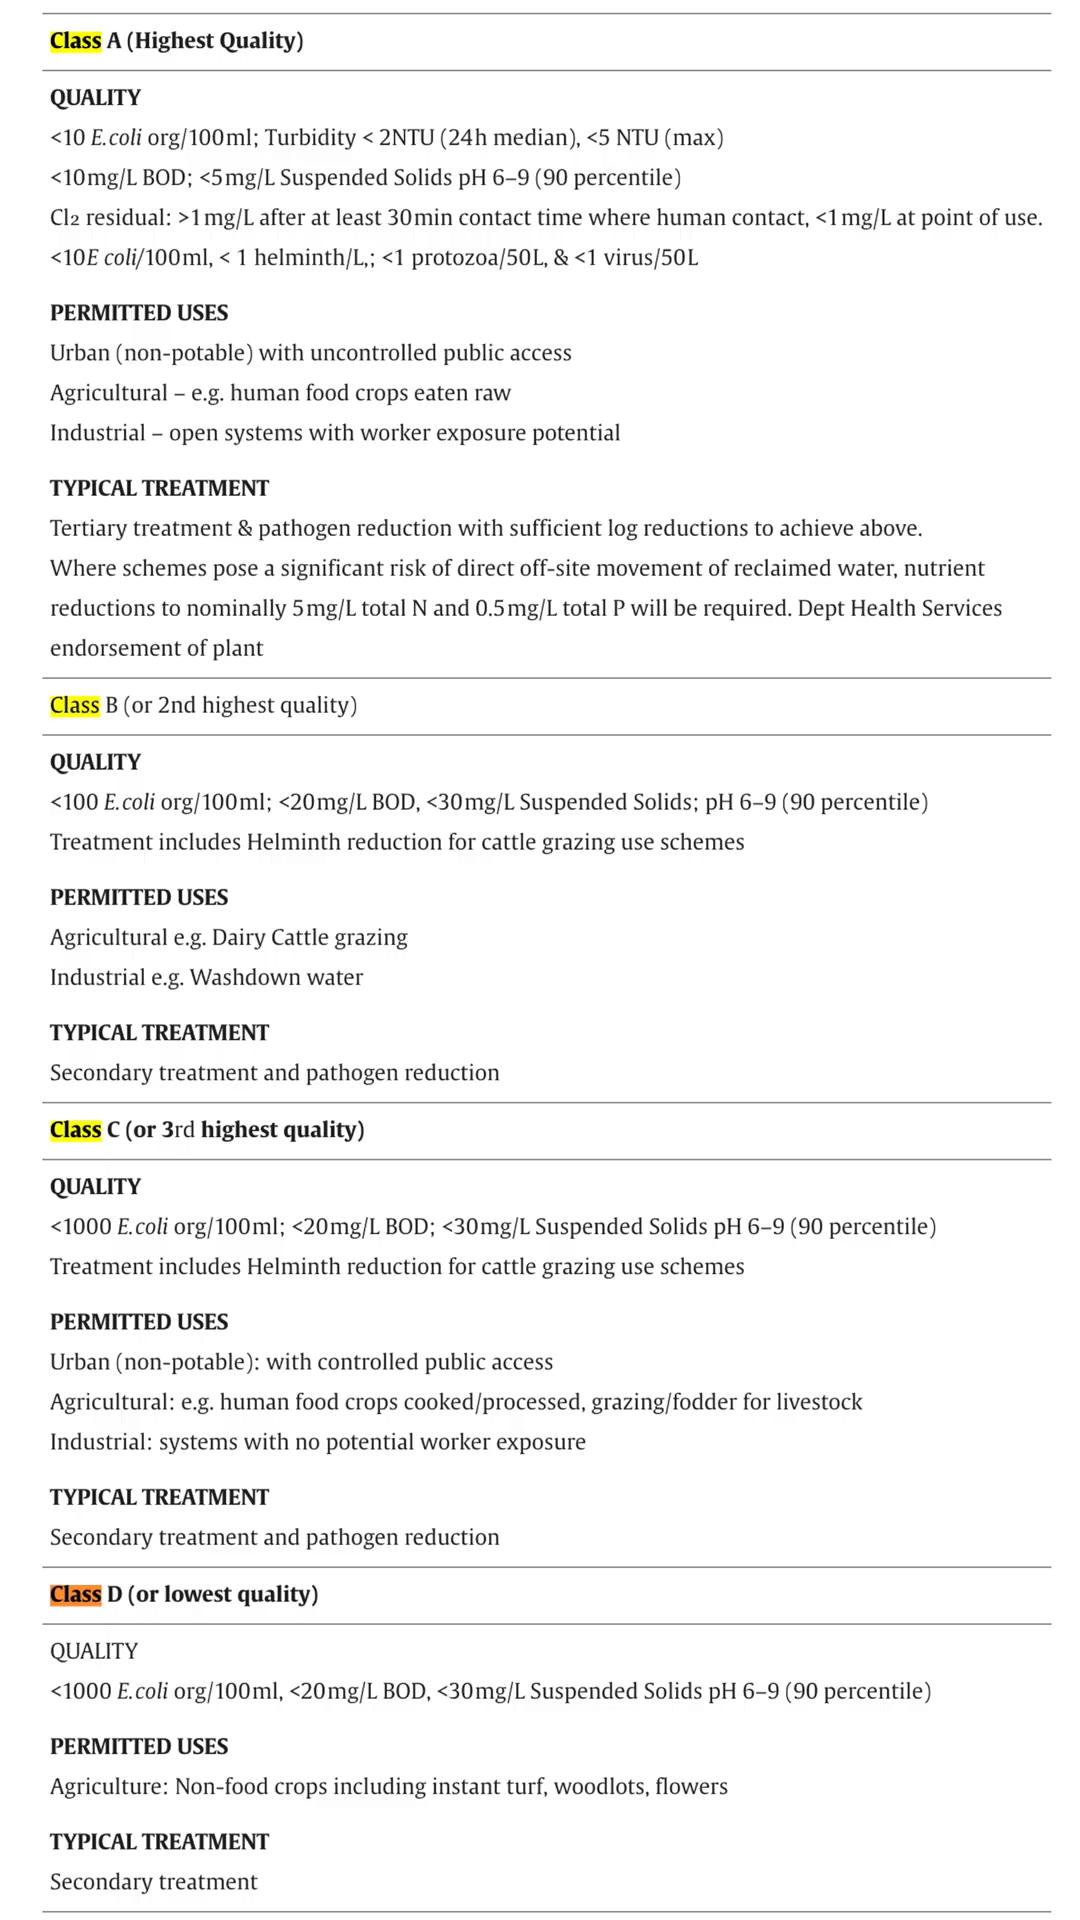 Class A (Highest Quality)
QUALITY
<10 E.coli org/100ml; Turbidity < 2NTU (24h median), <5 NTU (max)
<10mg/L BOD; <5mg/L Suspended Solids pH 6–9 (90 percentile)
Cl2 residual: >1mg/L after at least 30min contact time where human contact, <1mg/L at point of use.
<10E coli/100ml, < 1 helminth/L,; <1 protozoa/50L, & <1 virus/50L
PERMITTED USES
Urban (non-potable) with uncontrolled public access
Agricultural – e.g. human food crops eaten raw
Industrial – open systems with worker exposure potential
TYPICAL TREATMENT
Tertiary treatment & pathogen reduction with sufficient log reductions to achieve above.
Where schemes pose a significant risk of direct off-site movement of reclaimed water, nutrient
reductions to nominally 5mg/L total N and 0.5mg/L total P will be required. Dept Health Services
endorsement of plant
Class B (or 2nd highest quality)
QUALITY
<100 E.coli org/100ml; <20mg/L BOD, <30mg/L Suspended Solids; pH 6–9 (90 percentile)
Treatment includes Helminth reduction for cattle grazing use schemes
PERMITTED USES
Agricultural e.g. Dairy Cattle grazing
Industrial e.g. Washdown water
TYPICAL TREATMENT
Secondary treatment and pathogen reduction
Class C (or 3rd highest quality)
QUALITY
<1000 E.coli org/100ml; <20mg/L BOD; <30mg/L Suspended Solids pH 6–9 (90 percentile)
Treatment includes Helminth reduction for cattle grazing use schemes
PERMITTED USES
Urban (non-potable): with controlled public access
Agricultural: e.g. human food crops cooked/processed, grazing/fodder for livestock
Industrial: systems with no potential worker exposure
TYPICAL TREATMENT
Secondary treatment and pathogen reduction
Class D (or lowest quality)
QUALITY
<1000 E.coli org/100ml, <20mg/L BOD, <30mg/L Suspended Solids pH 6–9 (90 percentile)
PERMITTED USES
Agriculture: Non-food crops including instant turf, woodlots, flowers
TYPICAL TREATMENT
Secondary treatment